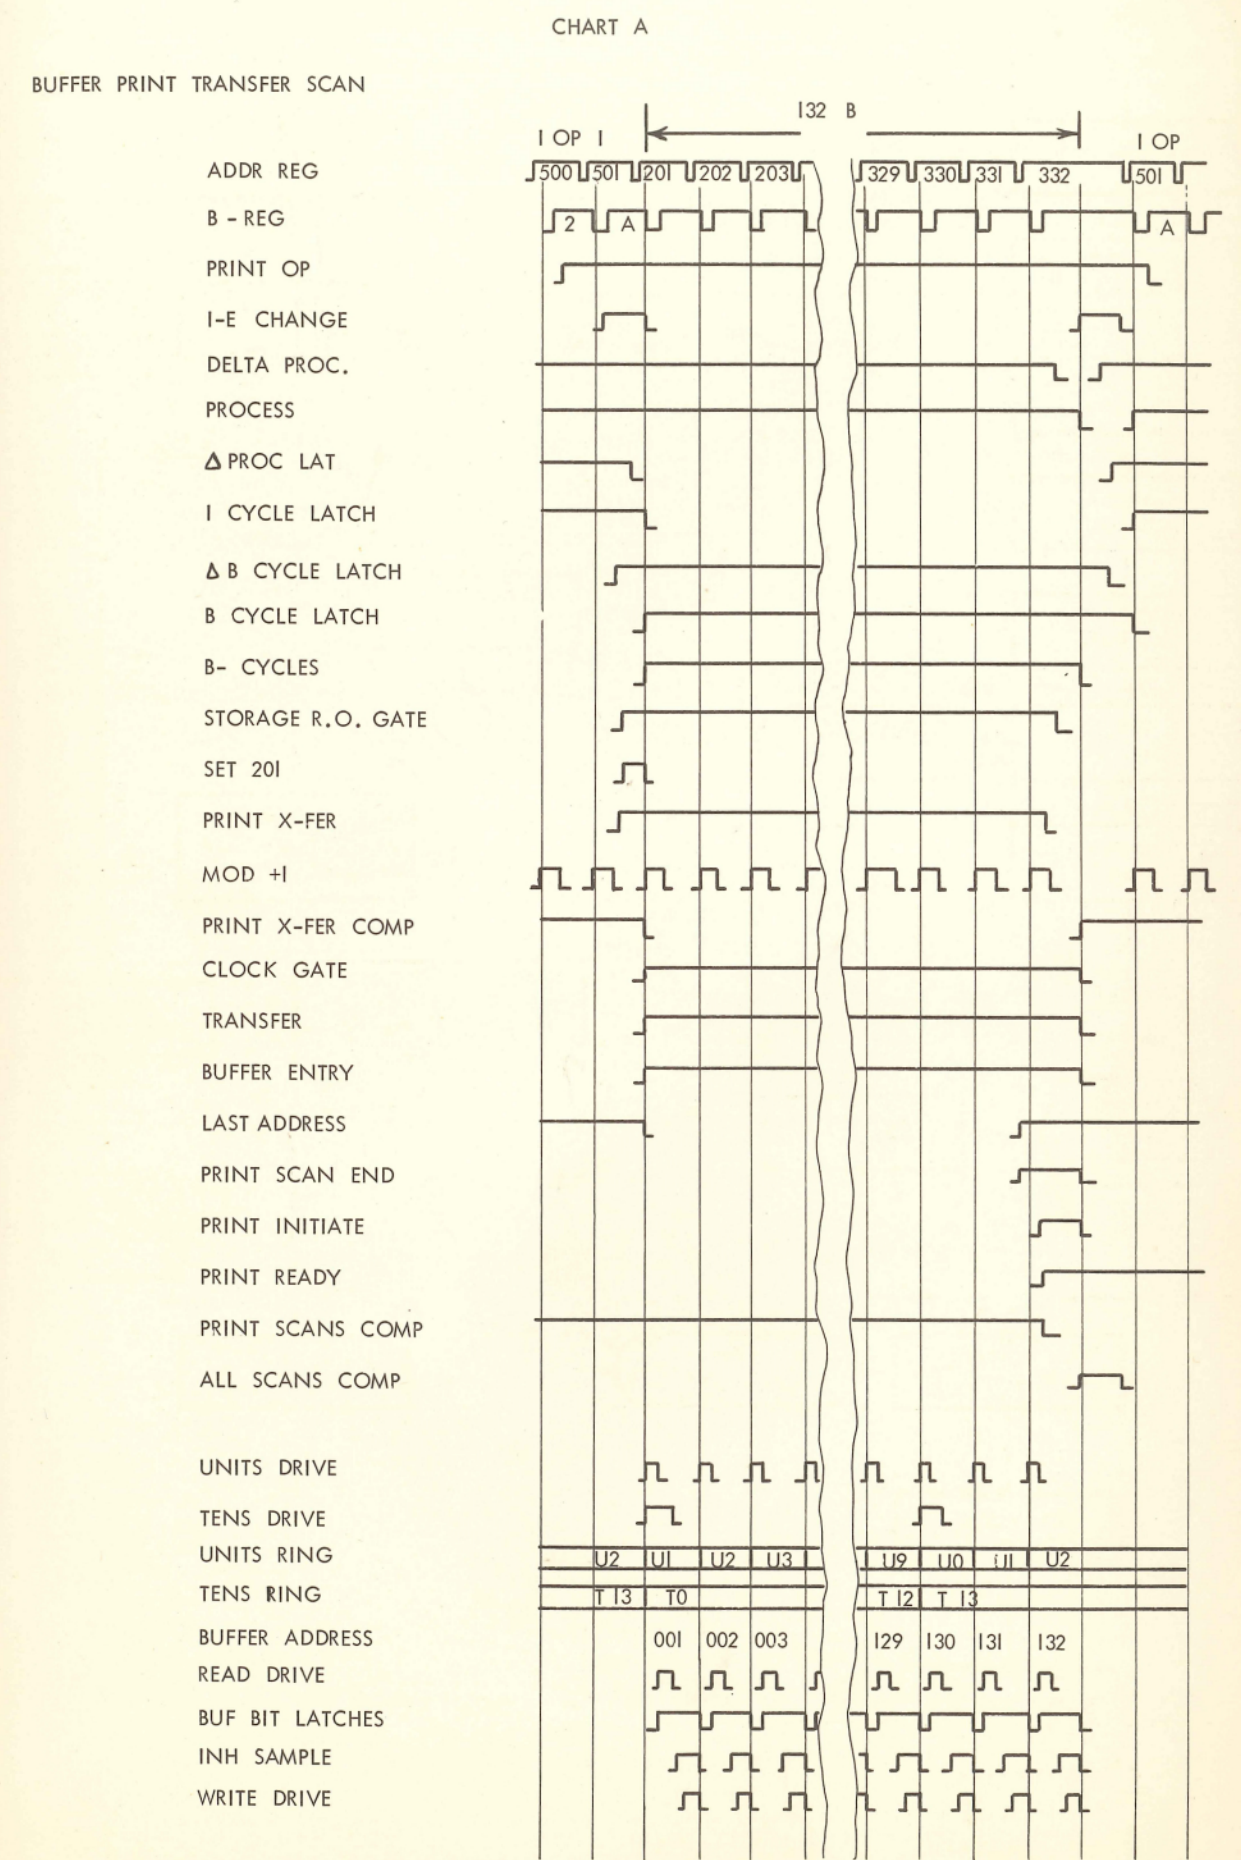 CHART A
BUFFER PRINT TRANSFER SCAN
132 B
I OP I I OP
ADDR REG 500 501 201 202 203 329 330 331 332 501
B - REG 2 A A
PRINT OP
I-E CHANGE
DELTA PROC.
PROCESS
Δ PROC LAT
I CYCLE LATCH
Δ B CYCLE LATCH
B CYCLE LATCH
B- CYCLES
STORAGE R.O. GATE
SET 201
PRINT X-FER
MOD +1
PRINT X-FER COMP
CLOCK GATE
TRANSFER
BUFFER ENTRY
LAST ADDRESS
PRINT SCAN END
PRINT INITIATE
PRINT READY
PRINT SCANS COMP
ALL SCANS COMP
UNITS DRIVE
TENS DRIVE
UNITS RING U2 U1 U2 U3 U9 U0 U1 U2
TENS RING T 13 T0 T 12 T 13
BUFFER ADDRESS 001 002 003 129 130 131 132
READ DRIVE
BUF BIT LATCHES
INH SAMPLE
WRITE DRIVE